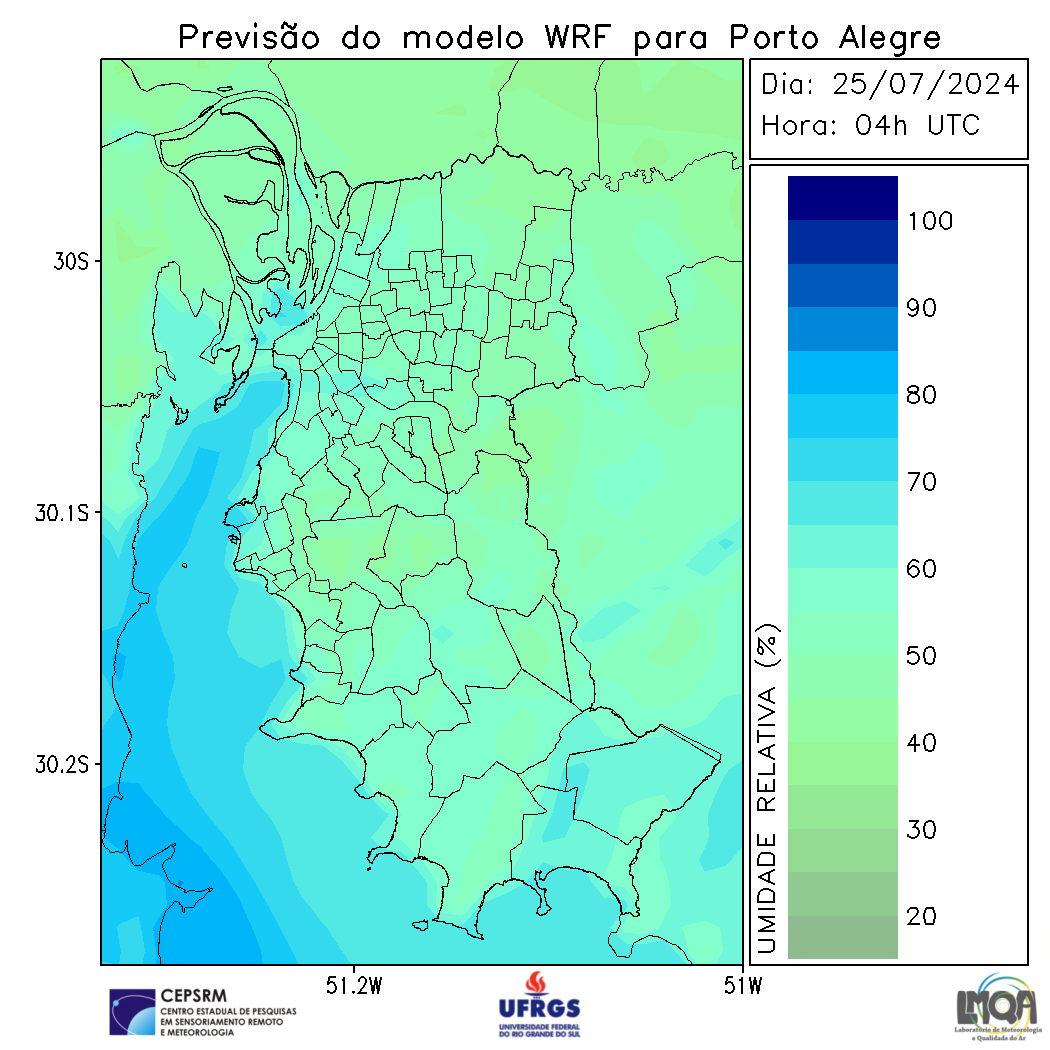 Previsão do modelo WRF para Porto Alegre
Dia: 25/07/2024
Hora: 04h UTC
100
90
80
70
60
50
40
30
20
UMIDADE RELATIVA (%)
30S
30.1S
30.2S
51.2W
51W
CEPSRM
CENTRO ESTADUAL DE PESQUISAS
EM SENSORIAMENTO REMOTO
E METEOROLOGIA
UFRGS
UNIVERSIDADE FEDERAL
DO RIO GRANDE DO SUL
LMQA
Laboratório de Meteorologia
e Qualidade do Ar